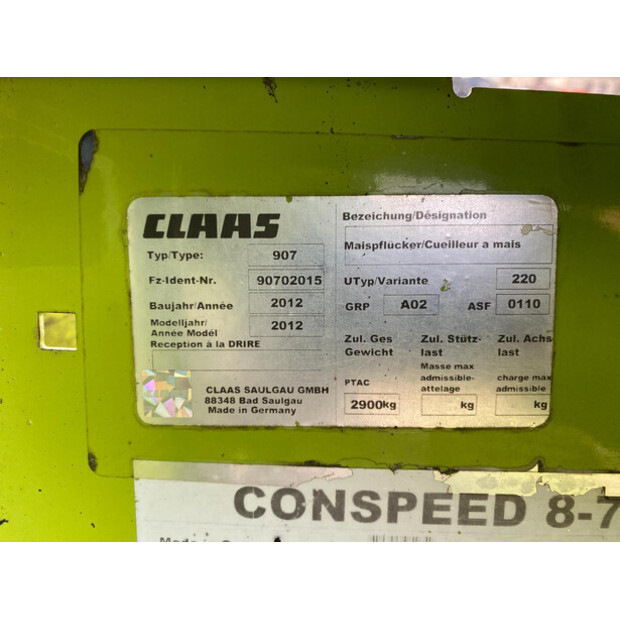 CLAAS
Typ/Type: 907
Fz-Ident-Nr. 90702015
Baujahr/Année 2012
Modelljahr/
Année Modél 2012
Reception à la DRIRE
CLAAS SAULGAU GMBH
88348 Bad Saulgau
Made in Germany
Bezeichung/Désignation
Maispflücker/Cueilleur a mais
UTyp/Variante 220
GRP A02 ASF 0110
Zul. Ges
Gewicht
PTAC
2900kg
Zul. Stütz-
last
Masse max
admissible-
attelage
kg
Zul. Achs
last
charge max
admissible
kg
CONSPEED 8-7